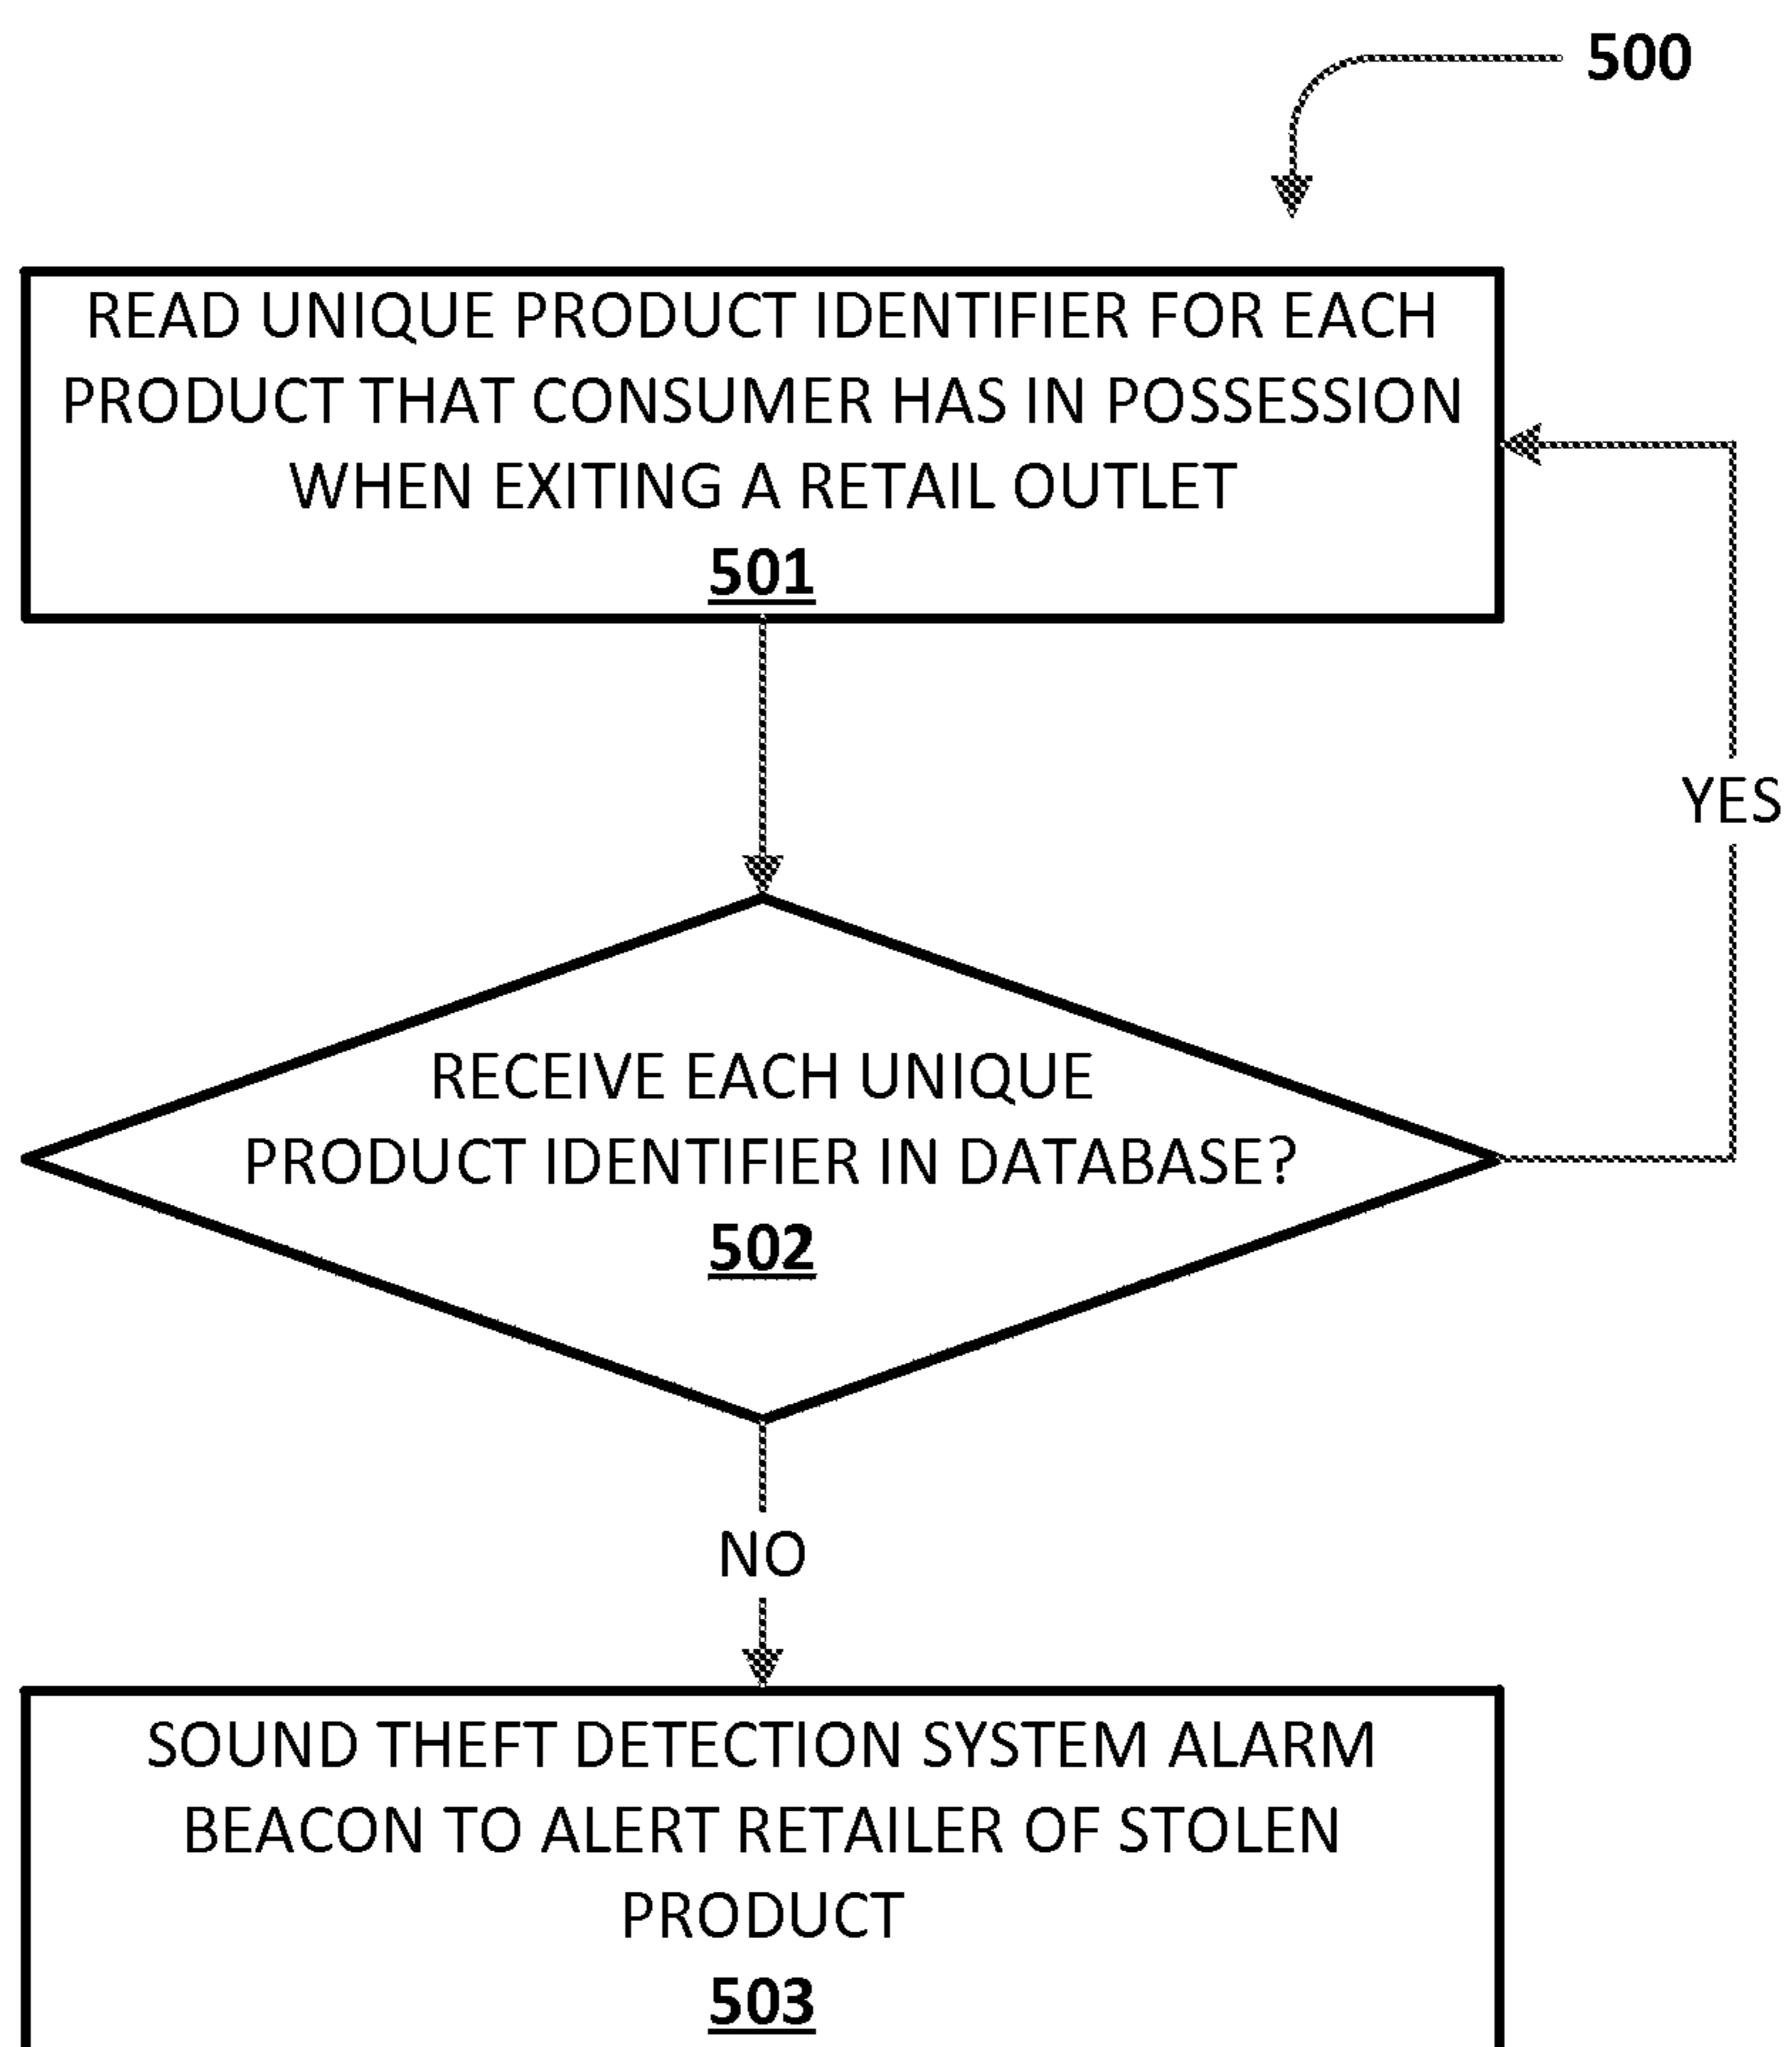 500
READ UNIQUE PRODUCT IDENTIFIER FOR EACH
PRODUCT THAT CONSUMER HAS IN POSSESSION
WHEN EXITING A RETAIL OUTLET
501
YES
RECEIVE EACH UNIQUE
PRODUCT IDENTIFIER IN DATABASE?
502
NO
SOUND THEFT DETECTION SYSTEM ALARM
BEACON TO ALERT RETAILER OF STOLEN
PRODUCT
503